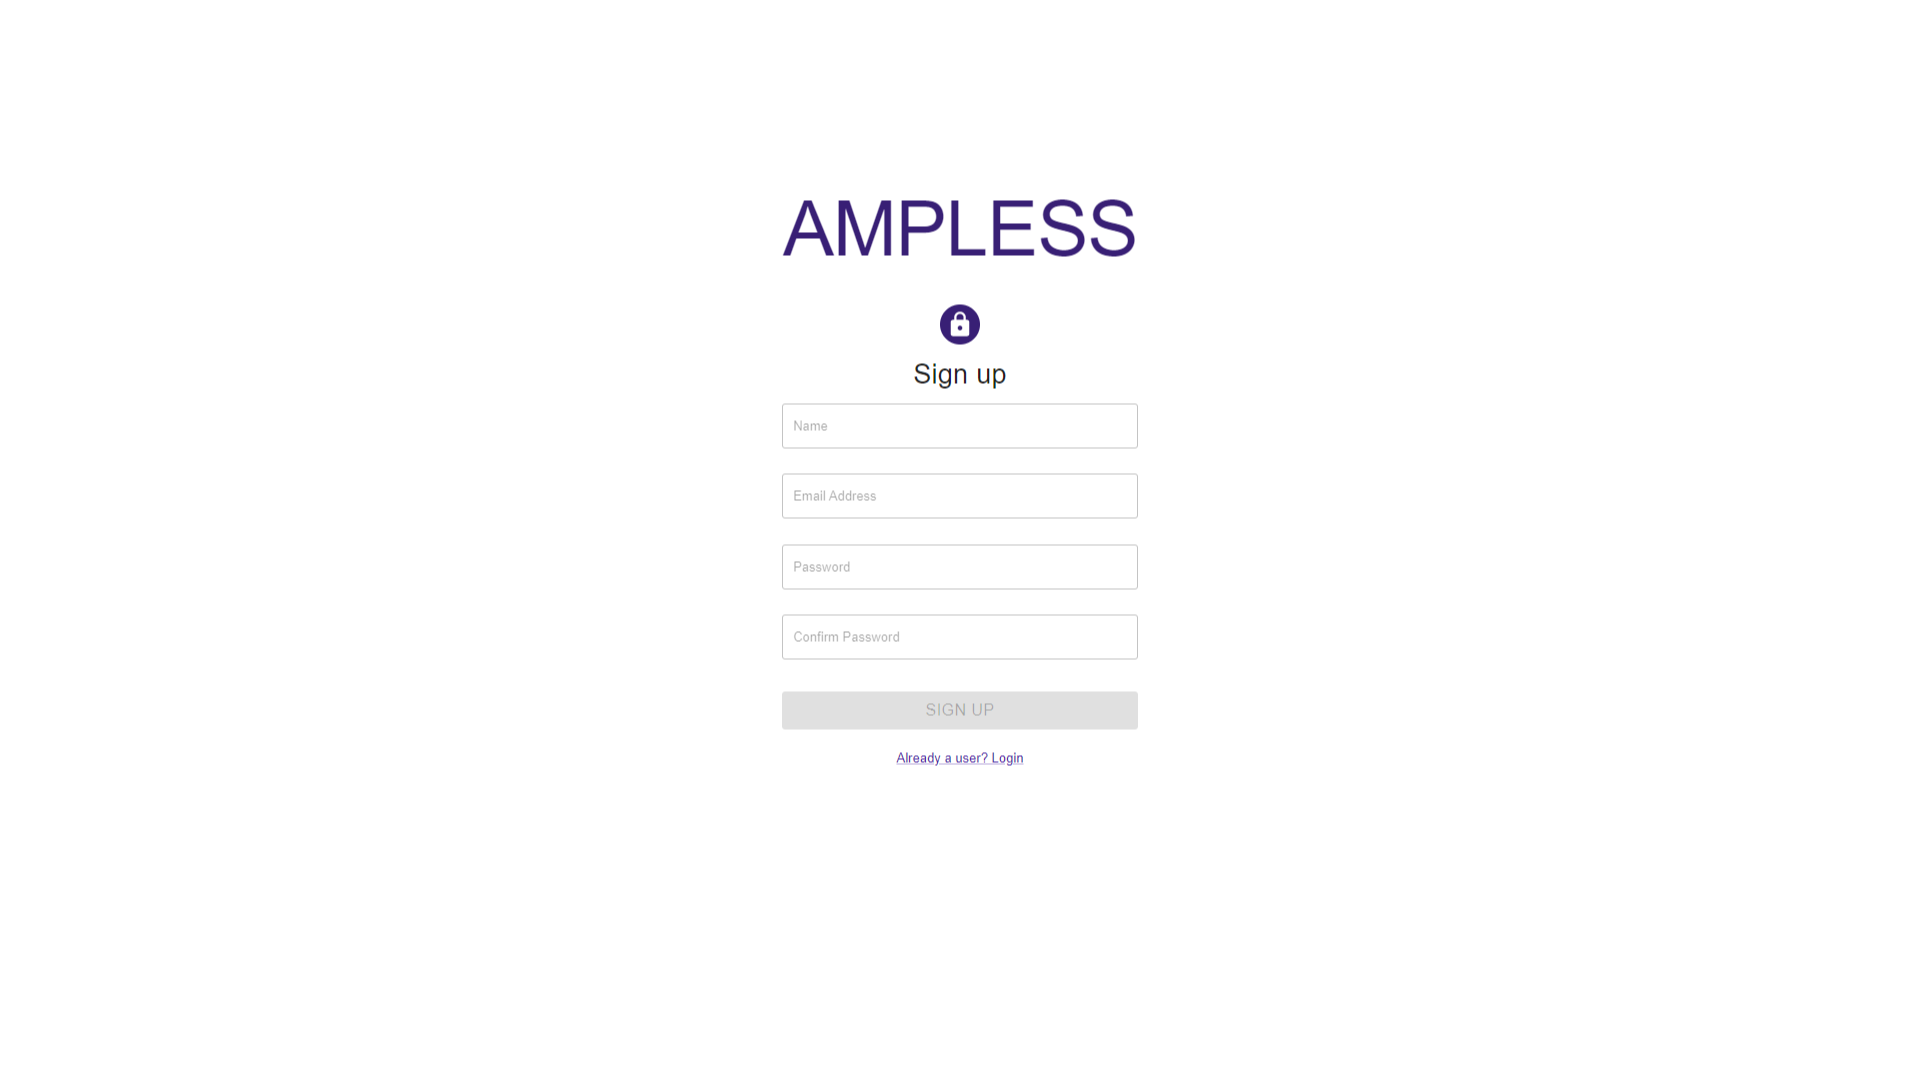 AMPLESS
Sign up
Name
Email Address
Password
Confirm Password
SIGN UP
Already a user? Login